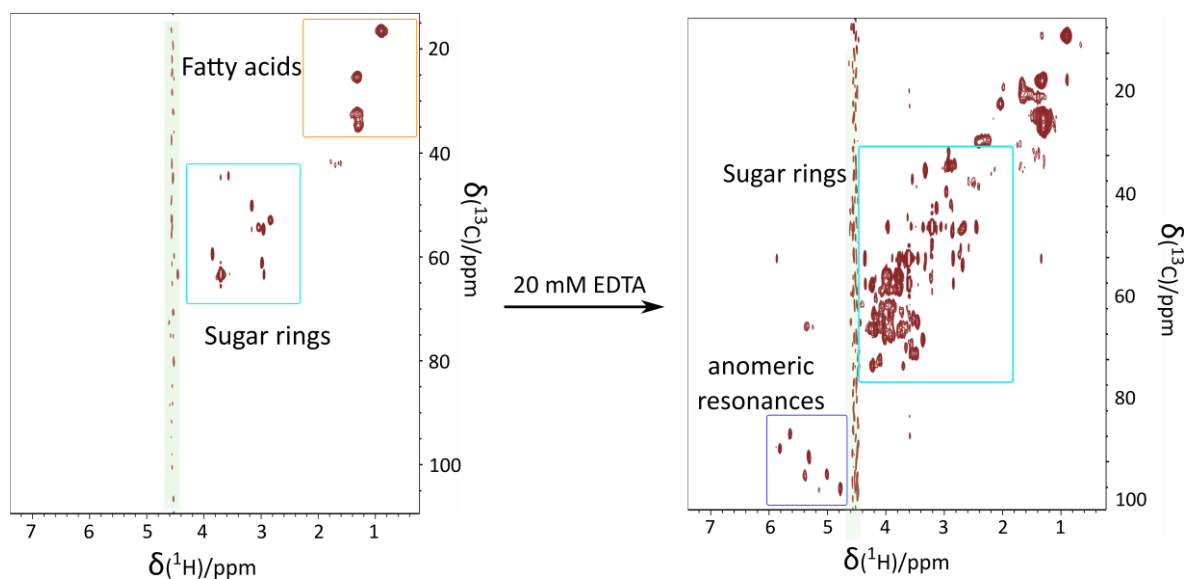 Fatty acids
Sugar rings
20
40
60
80
100
δ(¹³C)/ppm
7 6 5 4 3 2 1
δ(¹H)/ppm
20 mM EDTA
Sugar rings
anomeric
resonances
20
40
60
80
100
δ(¹³C)/ppm
7 6 5 4 3 2 1
δ(¹H)/ppm